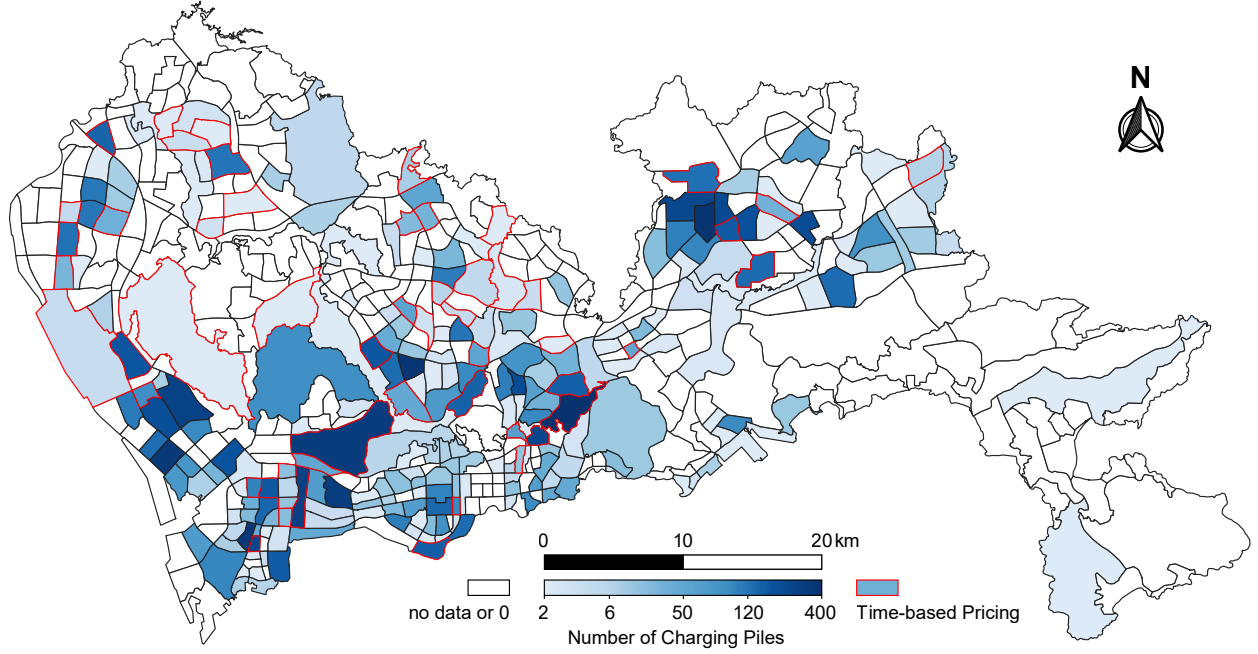 N
0 10 20 km
no data or 0 2 6 50 120 400 Time-based Pricing
Number of Charging Piles